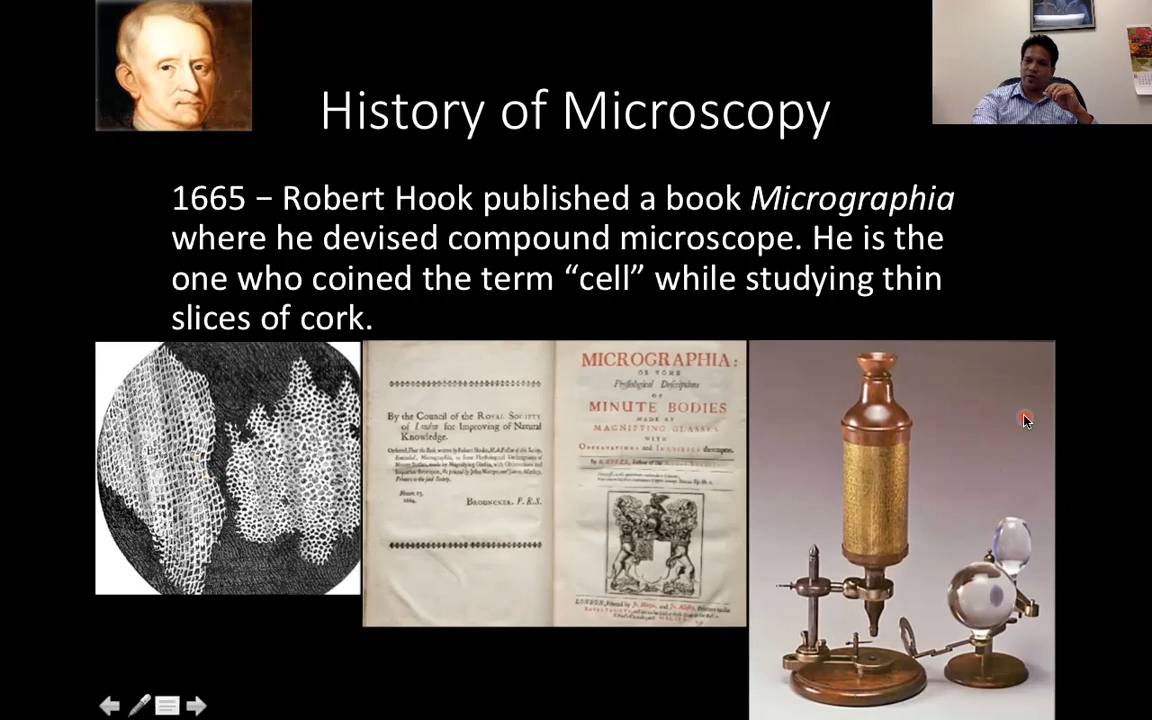 History of Microscopy
1665 – Robert Hook published a book Micrographia
where he devised compound microscope. He is the
one who coined the term “cell” while studying thin
slices of cork.
By the Council of the ROYAL SOCIETY
of London for Improving of Natural
Knowledge.
BROUNCKER. P. R. S.
MICROGRAPHIA:
OR SOME
Physiological Descriptions
OF
MINUTE BODIES
MADE BY
MAGNIFYING GLASSES
WITH
OBSERVATIONS and INQUIRIES thereupon.